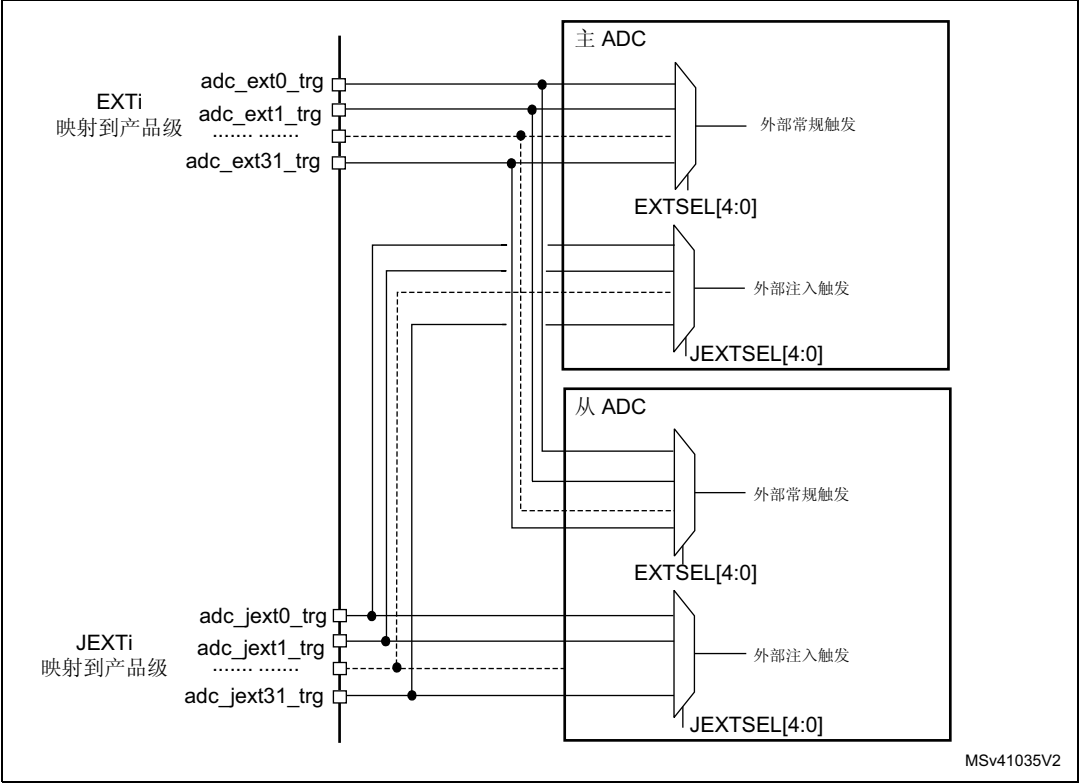 主 ADC
adc_ext0_trg
EXTi
映射到产品级
adc_ext1_trg
....... .......
adc_ext31_trg
外部常规触发
EXTSEL[4:0]
外部注入触发
JEXTSEL[4:0]
从 ADC
外部常规触发
EXTSEL[4:0]
adc_jext0_trg
JEXTi
映射到产品级
adc_jext1_trg
....... .......
adc_jext31_trg
外部注入触发
JEXTSEL[4:0]
MSv41035V2